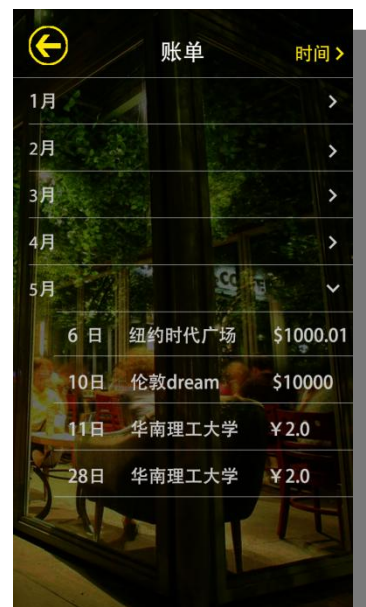 账单 时间
1月
2月
3月
4月
5月
6 日 纽约时代广场 $1000.01
10日 伦敦dream $10000
11日 华南理工大学 ￥2.0
28日 华南理工大学 ￥2.0